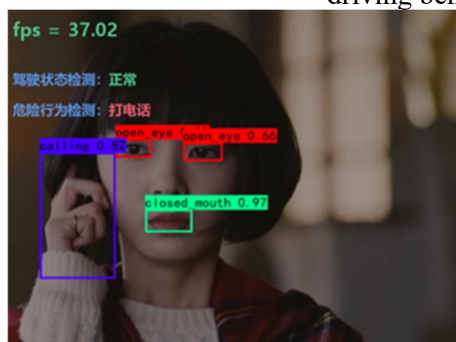 fps = 37.02
驾驶状态检测：正常
危险行为检测：打电话
open_eye
open_eye 0.66
calling 0.62
closed_mouth 0.97